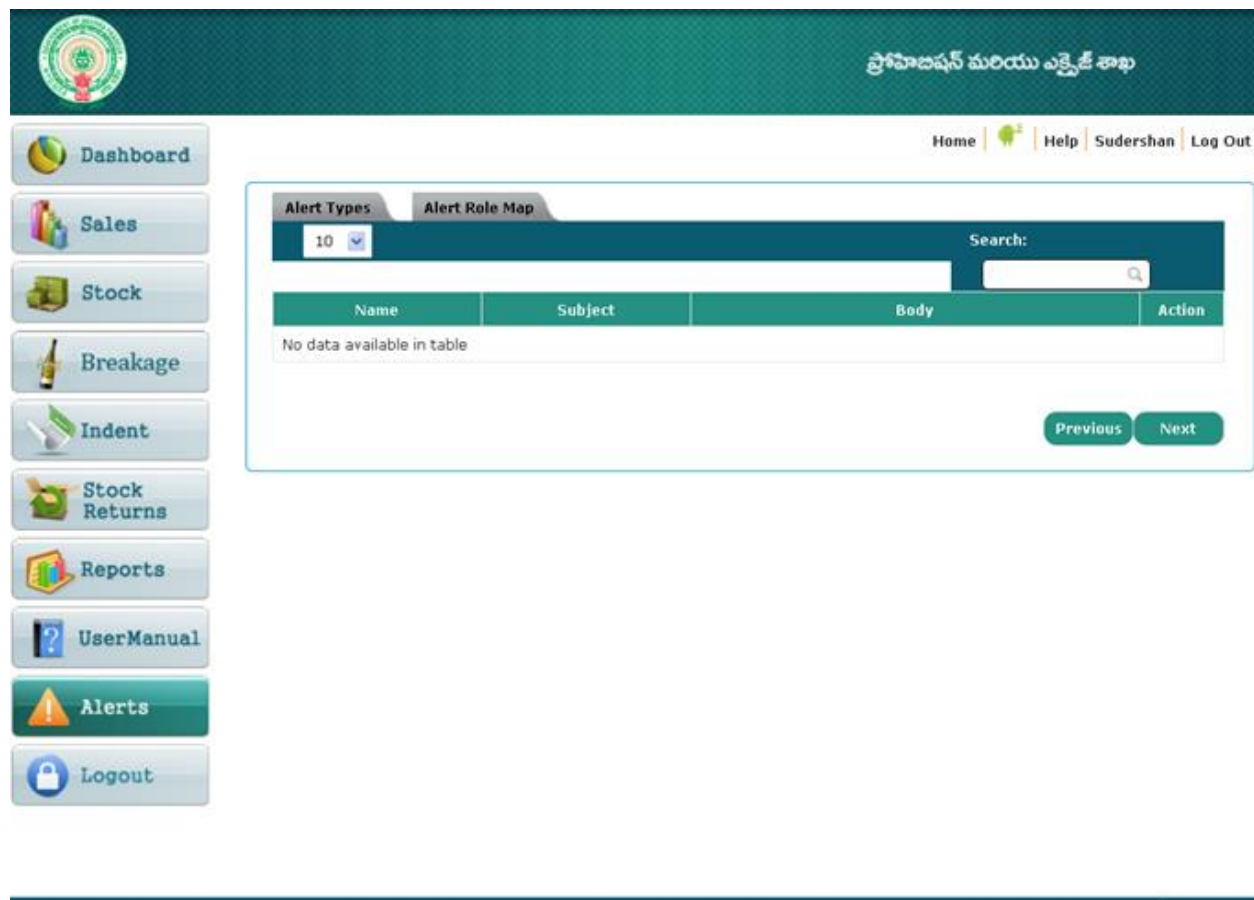 ప్రోహిబిషన్ మరియు ఎక్సైజ్ శాఖ
Home 2 Help Sudershan Log Out
Dashboard
Sales
Stock
Breakage
Indent
Stock
Returns
Reports
UserManual
Alerts
Logout
Alert Types Alert Role Map
10 Search:
Name Subject Body Action
No data available in table
Previous Next